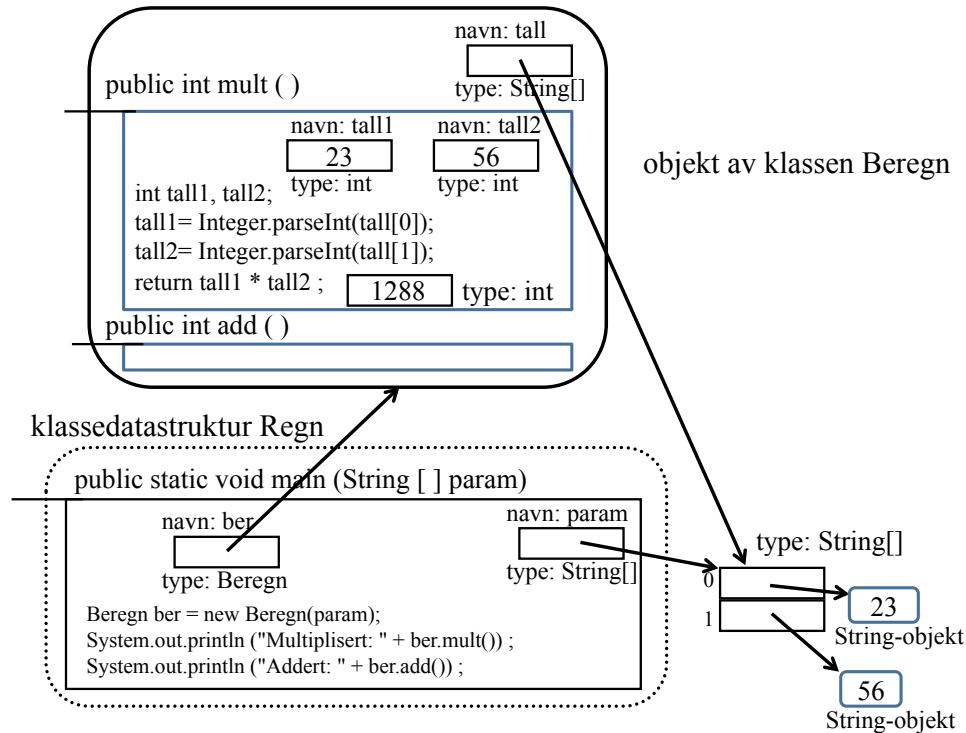 navn: tall
type: String[]
public int mult ( )
navn: tall1
23
type: int
navn: tall2
56
type: int
objekt av klassen Beregn
int tall1, tall2;
tall1= Integer.parseInt(tall[0]);
tall2= Integer.parseInt(tall[1]);
return tall1 * tall2 ;
1288
type: int
public int add ( )
klassedatastruktur Regn
public static void main (String [ ] param)
navn: ber
type: Beregn
navn: param
type: String[]
Beregn ber = new Beregn(param);
System.out.println ("Multiplisert: " + ber.mult()) ;
System.out.println ("Addert: " + ber.add()) ;
type: String[]
0
1
23
String-objekt
56
String-objekt